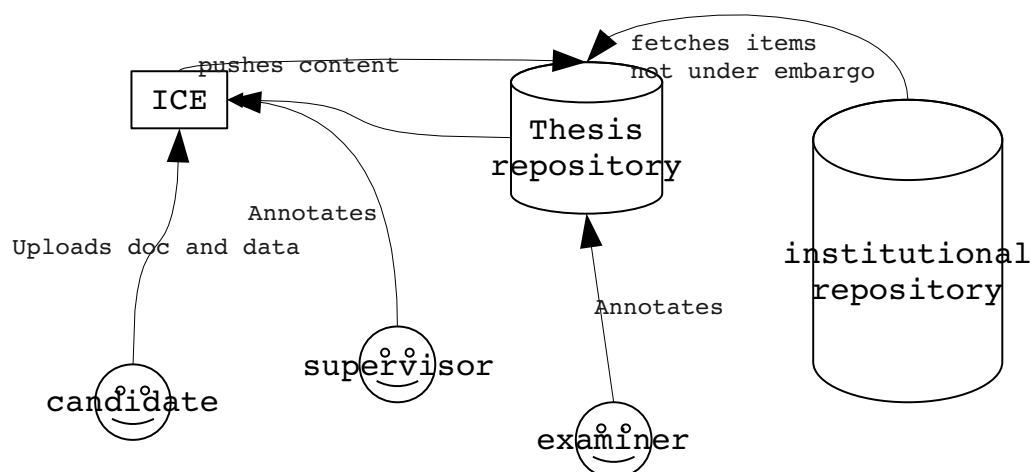 fetches items
not under embargo
pushes content
ICE
Thesis
repository
Annotates
Uploads doc and data
institutional
repository
Annotates
supervisor
candidate
examiner